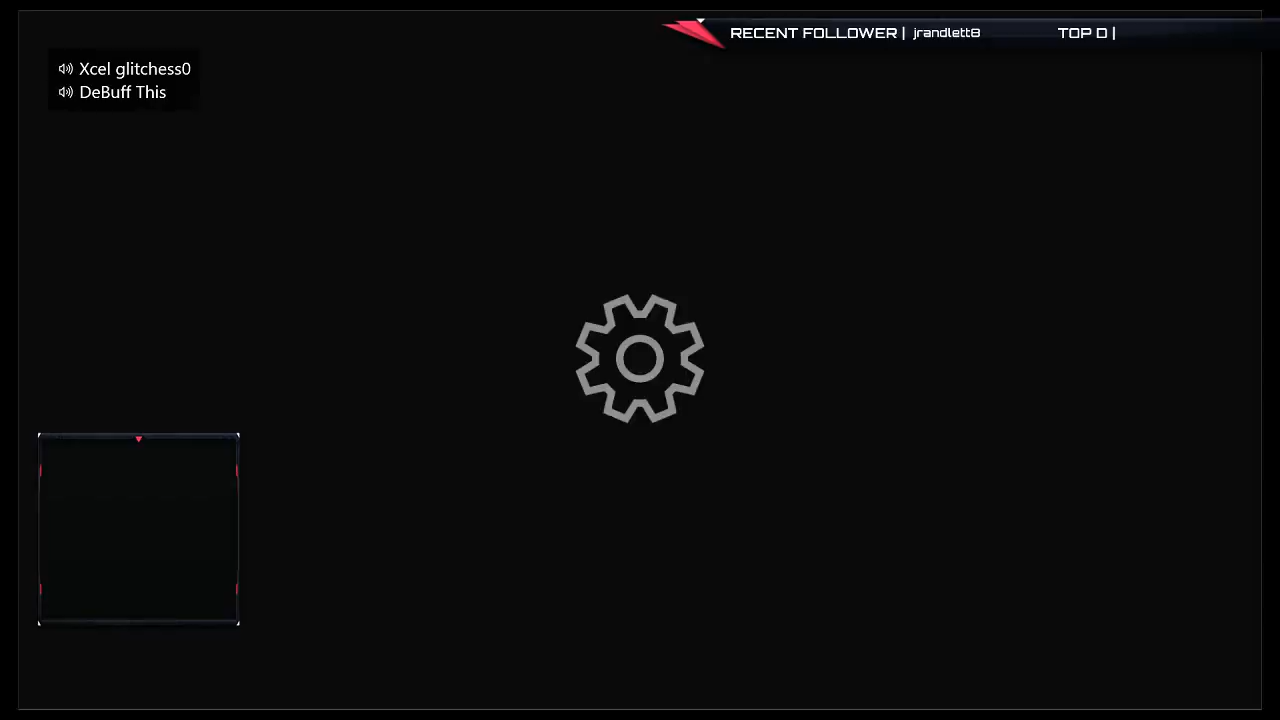 RECENT FOLLOWER | jrandlett8 TOP D |
Xcel glitchess0
DeBuff This